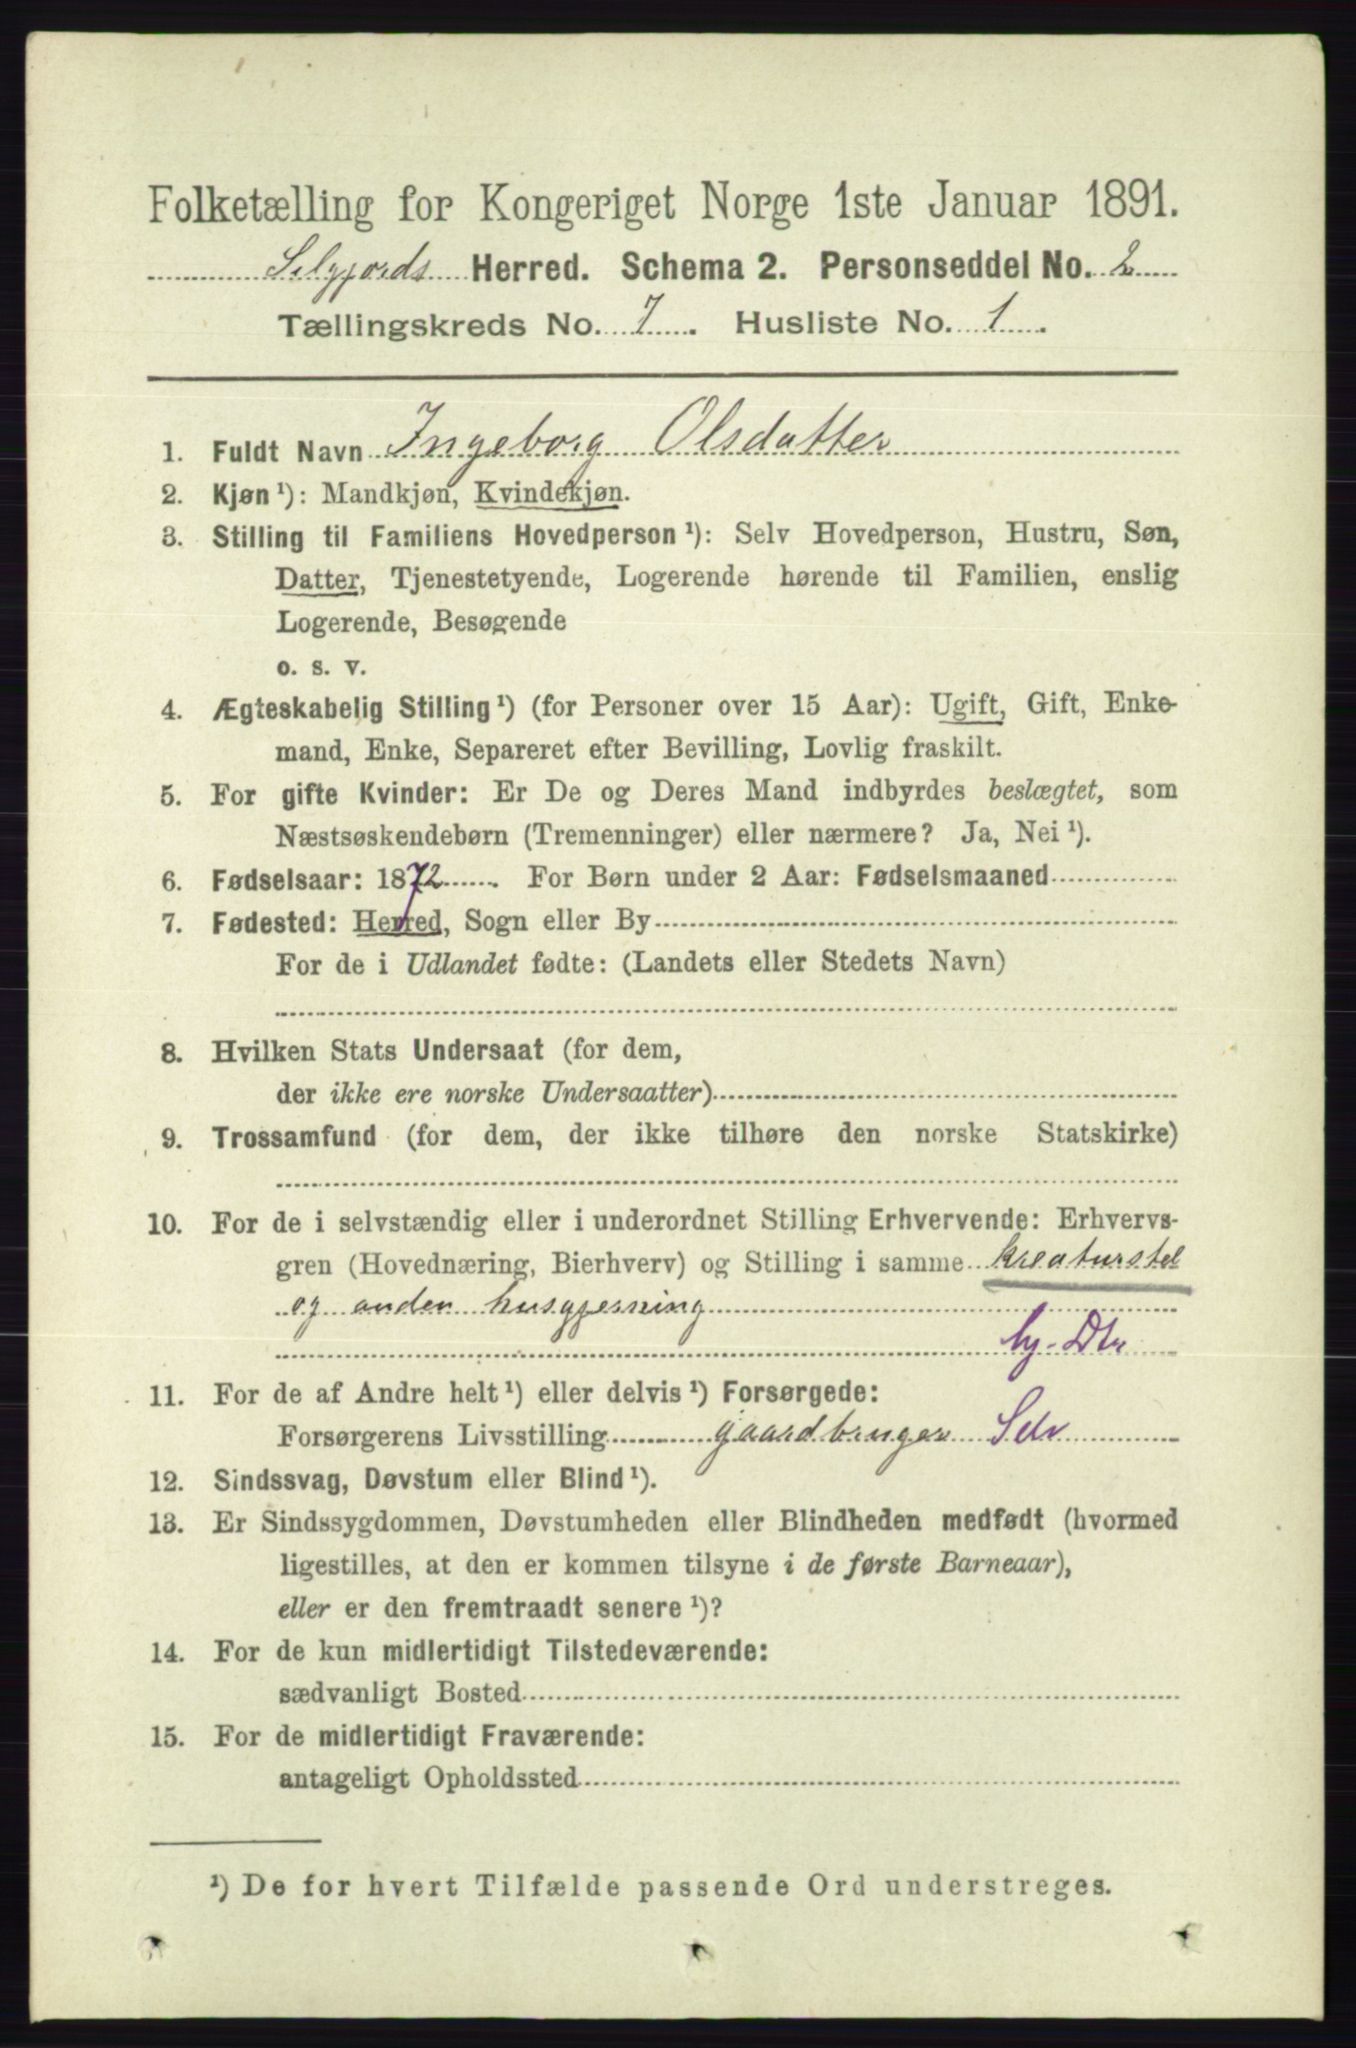 Folketælling for Kongeriget Norge 1ste Januar 1891.
Selgjords Herred. Schema 2. Personseddel No. 2
Tællingskreds No. 7. Husliste No. 1.
1. Fuldt Navn Ingeborg Olsdatter
2. Kjøn¹): Mandkjøn, Kvindekjøn.
3. Stilling til Familiens Hovedperson¹): Selv Hovedperson, Hustru, Søn,
Datter, Tjenestetyende, Logerende hørende til Familien, enslig
Logerende, Besøgende
o. s. v.
4. Ægteskabelig Stilling¹) (for Personer over 15 Aar): Ugift, Gift, Enke-
mand, Enke, Separeret efter Bevilling, Lovlig fraskilt.
5. For gifte Kvinder: Er De og Deres Mand indbyrdes beslægtet, som
Næstsøskendebørn (Tremenninger) eller nærmere? Ja, Nei¹).
6. Fødselsaar: 1872. For Børn under 2 Aar: Fødselsmaaned
7. Fødested: Herred, Sogn eller By
For de i Udlandet fødte: (Landets eller Stedets Navn)
8. Hvilken Stats Undersaat (for dem,
der ikke ere norske Undersaatter)
9. Trossamfund (for dem, der ikke tilhøre den norske Statskirke)
10. For de i selvstændig eller i underordnet Stilling Erhvervende: Erhvervs-
gren (Hovednæring, Bierhverv) og Stilling i samme kreaturstel
og anden husgjerning
hj. Dtr
11. For de af Andre helt¹) eller delvis¹) Forsørgede:
Forsørgerens Livsstilling gaardbruger Selv
12. Sindssvag, Døvstum eller Blind¹).
13. Er Sindssygdommen, Døvstumheden eller Blindheden medfødt (hvormed
ligestilles, at den er kommen tilsyne i de første Barneaar),
eller er den fremtraadt senere¹)?
14. For de kun midlertidigt Tilstedeværende:
sædvanligt Bosted
15. For de midlertidigt Fraværende:
antageligt Opholdssted
¹) De for hvert Tilfælde passende Ord understreges.